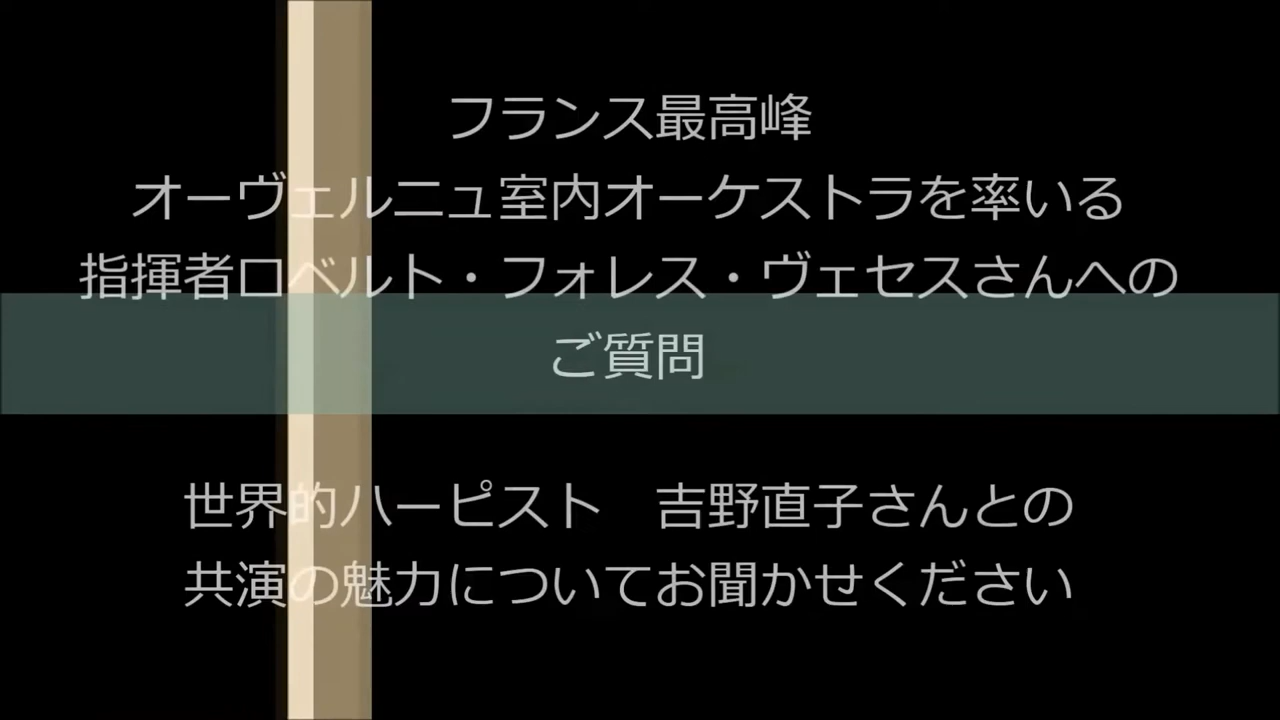 フランス最高峰
オーヴェルニュ室内オーケストラを率いる
指揮者ロベルト・フォレス・ヴェセスさんへの
ご質問
世界的ハーピスト　吉野直子さんとの
共演の魅力についてお聞かせください